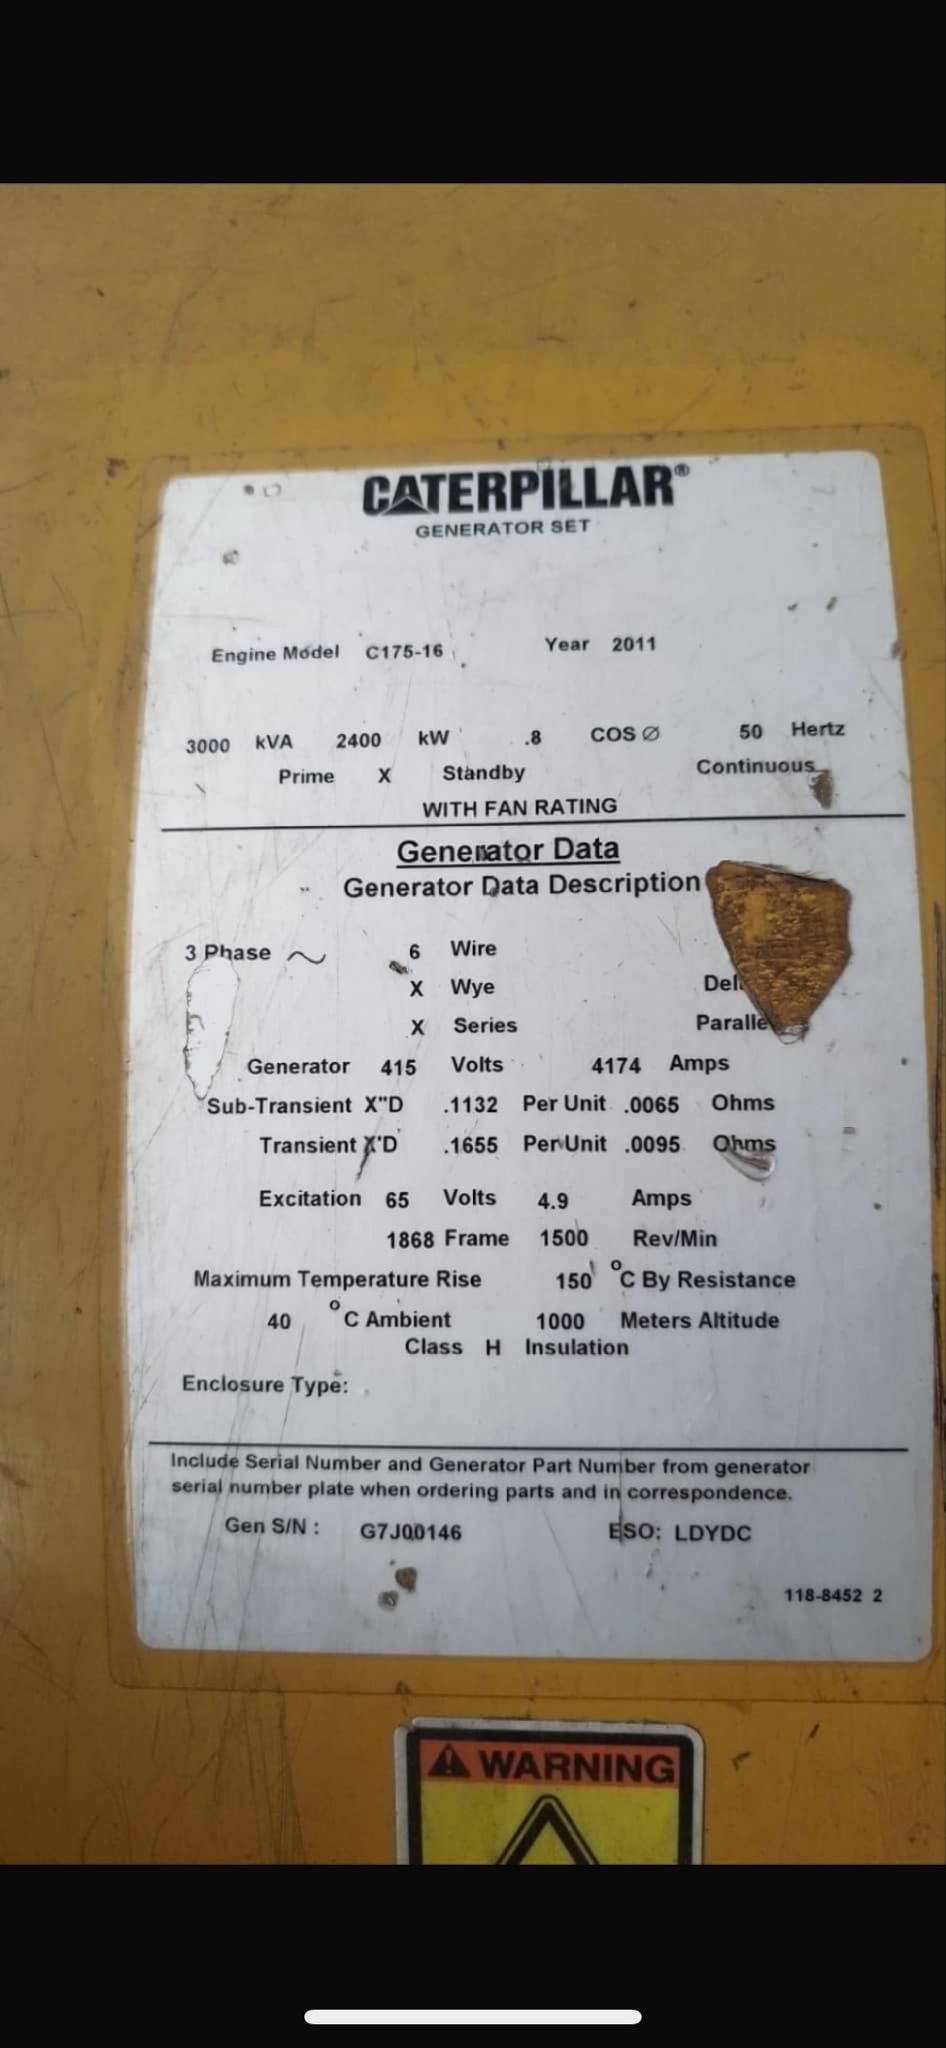 CATERPILLAR®
GENERATOR SET
Engine Model C175-16 Year 2011
3000 kVA 2400 kW .8 COS Ø 50 Hertz
Prime X Standby Continuous
WITH FAN RATING
Generator Data
Generator Data Description
3 Phase ~ 6 Wire
X Wye
X Series
Generator 415 Volts 4174 Amps
Sub-Transient X"D .1132 Per Unit .0065 Ohms
Transient X'D .1655 Per Unit .0095 Ohms
Excitation 65 Volts 4.9 Amps
1868 Frame 1500 Rev/Min
Maximum Temperature Rise 150 °C By Resistance
40 °C Ambient 1000 Meters Altitude
Class H Insulation
Enclosure Type:
Include Serial Number and Generator Part Number from generator
serial number plate when ordering parts and in correspondence.
Gen S/N : G7J00146 ESO: LDYDC
118-8452 2
WARNING